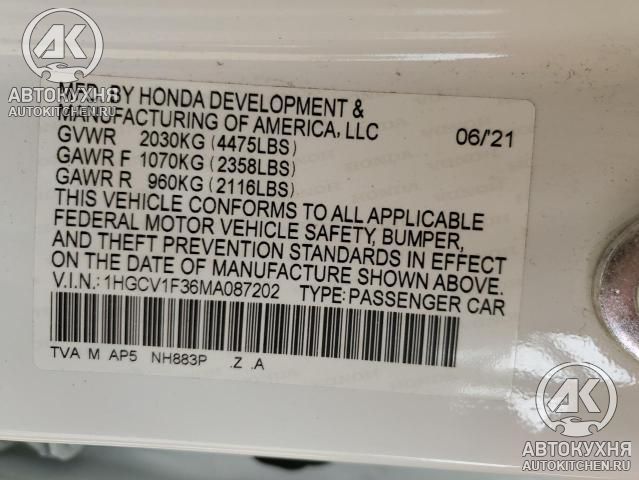 АК
АВТОКУХНЯ
AUTOKITCHEN.RU
BY HONDA DEVELOPMENT &
MANUFACTURING OF AMERICA, LLC 06/'21
GVWR 2030KG (4475LBS)
GAWR F 1070KG (2358LBS)
GAWR R 960KG (2116LBS)
THIS VEHICLE CONFORMS TO ALL APPLICABLE
FEDERAL MOTOR VEHICLE SAFETY, BUMPER,
AND THEFT PREVENTION STANDARDS IN EFFECT
ON THE DATE OF MANUFACTURE SHOWN ABOVE.
V.I.N.: 1HGCV1F36MA087202 TYPE: PASSENGER CAR
TVA M AP5 NH883P .Z .A
АК
АВТОКУХНЯ
AUTOKITCHEN.RU